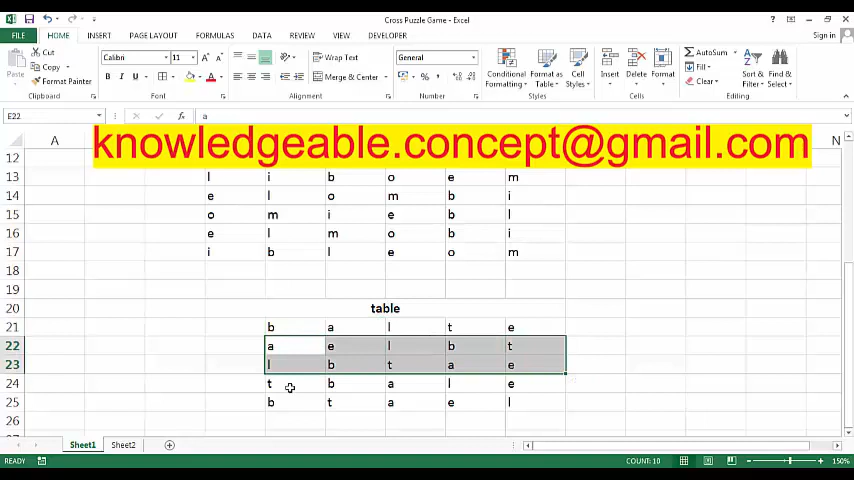 Cross Puzzle Game - Excel
FILE HOME INSERT PAGE LAYOUT FORMULAS DATA REVIEW VIEW DEVELOPER Sign in
Cut
Copy
Format Painter
Paste
Clipboard
Calibri 11
B I U
Font
Wrap Text
Merge & Center
Alignment
General
$ % ,
Number
Conditional Formatting
Format as Table
Cell Styles
Styles
Insert Delete Format
Cells
AutoSum
Fill
Clear
Sort & Filter
Find & Select
Editing
E22 fx a
knowledgeable.concept@gmail.com
A N
12
13 l i b o e m
14 e l o m b i
15 o m i e b l
16 e l m o b i
17 i b l e o m
18
19
20 table
21 b a l t e
22 a e l b t
23 l b t a e
24 t b a l e
25 b t a e l
26
Sheet1 Sheet2
READY COUNT: 10 150%